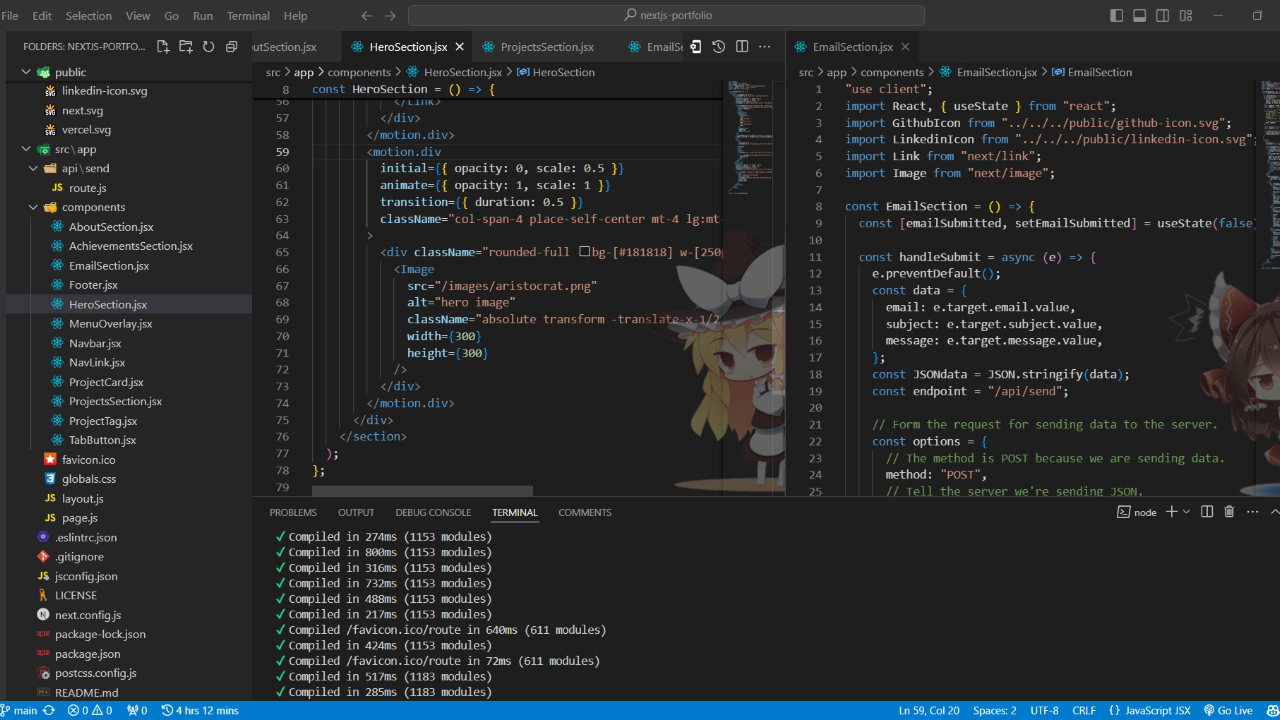 File Edit Selection View Go Run Terminal Help
nextjs-portfolio
FOLDERS: NEXTJS-PORTFO...
public
linkedin-icon.svg
next.svg
vercel.svg
src\app
api\send
route.js
components
AboutSection.jsx
AchievementsSection.jsx
EmailSection.jsx
Footer.jsx
HeroSection.jsx
MenuOverlay.jsx
Navbar.jsx
NavLink.jsx
ProjectCard.jsx
ProjectsSection.jsx
ProjectTag.jsx
TabButton.jsx
favicon.ico
globals.css
layout.js
page.js
.eslintrc.json
.gitignore
jsconfig.json
LICENSE
next.config.js
package-lock.json
package.json
postcss.config.js
README.md
outSection.jsx HeroSection.jsx ProjectsSection.jsx EmailSe
src > app > components > HeroSection.jsx > HeroSection
8 const HeroSection = () => {
56 </Link>
57 </div>
58 </motion.div>
59 <motion.div
60 initial={{ opacity: 0, scale: 0.5 }}
61 animate={{ opacity: 1, scale: 1 }}
62 transition={{ duration: 0.5 }}
63 className="col-span-4 place-self-center mt-4 lg:mt-
64 >
65 <div className="rounded-full bg-[#181818] w-[250p
66 <Image
67 src="/images/aristocrat.png"
68 alt="hero image"
69 className="absolute transform -translate-x-1/2
70 width={300}
71 height={300}
72 />
73 </div>
74 </motion.div>
75 </div>
76 </section>
77 );
78 };
79
EmailSection.jsx
src > app > components > EmailSection.jsx > EmailSection
1 "use client";
2 import React, { useState } from "react";
3 import GithubIcon from "../../../public/github-icon.svg";
4 import LinkedinIcon from "../../../public/linkedin-icon.svg";
5 import Link from "next/link";
6 import Image from "next/image";
7
8 const EmailSection = () => {
9 const [emailSubmitted, setEmailSubmitted] = useState(false)
10
11 const handleSubmit = async (e) => {
12 e.preventDefault();
13 const data = {
14 email: e.target.email.value,
15 subject: e.target.subject.value,
16 message: e.target.message.value,
17 };
18 const JSONdata = JSON.stringify(data);
19 const endpoint = "/api/send";
20
21 // Form the request for sending data to the server.
22 const options = {
23 // The method is POST because we are sending data.
24 method: "POST",
25 // Tell the server we're sending JSON.
PROBLEMS OUTPUT DEBUG CONSOLE TERMINAL COMMENTS
node
✓ Compiled in 274ms (1153 modules)
✓ Compiled in 800ms (1153 modules)
✓ Compiled in 316ms (1153 modules)
✓ Compiled in 732ms (1153 modules)
✓ Compiled in 488ms (1153 modules)
✓ Compiled in 217ms (1153 modules)
✓ Compiled /favicon.ico/route in 640ms (611 modules)
✓ Compiled in 424ms (1153 modules)
✓ Compiled /favicon.ico/route in 72ms (611 modules)
✓ Compiled in 517ms (1183 modules)
✓ Compiled in 285ms (1183 modules)
main 0 0 0 4 hrs 12 mins Ln 59, Col 20 Spaces: 2 UTF-8 CRLF {} JavaScript JSX Go Live